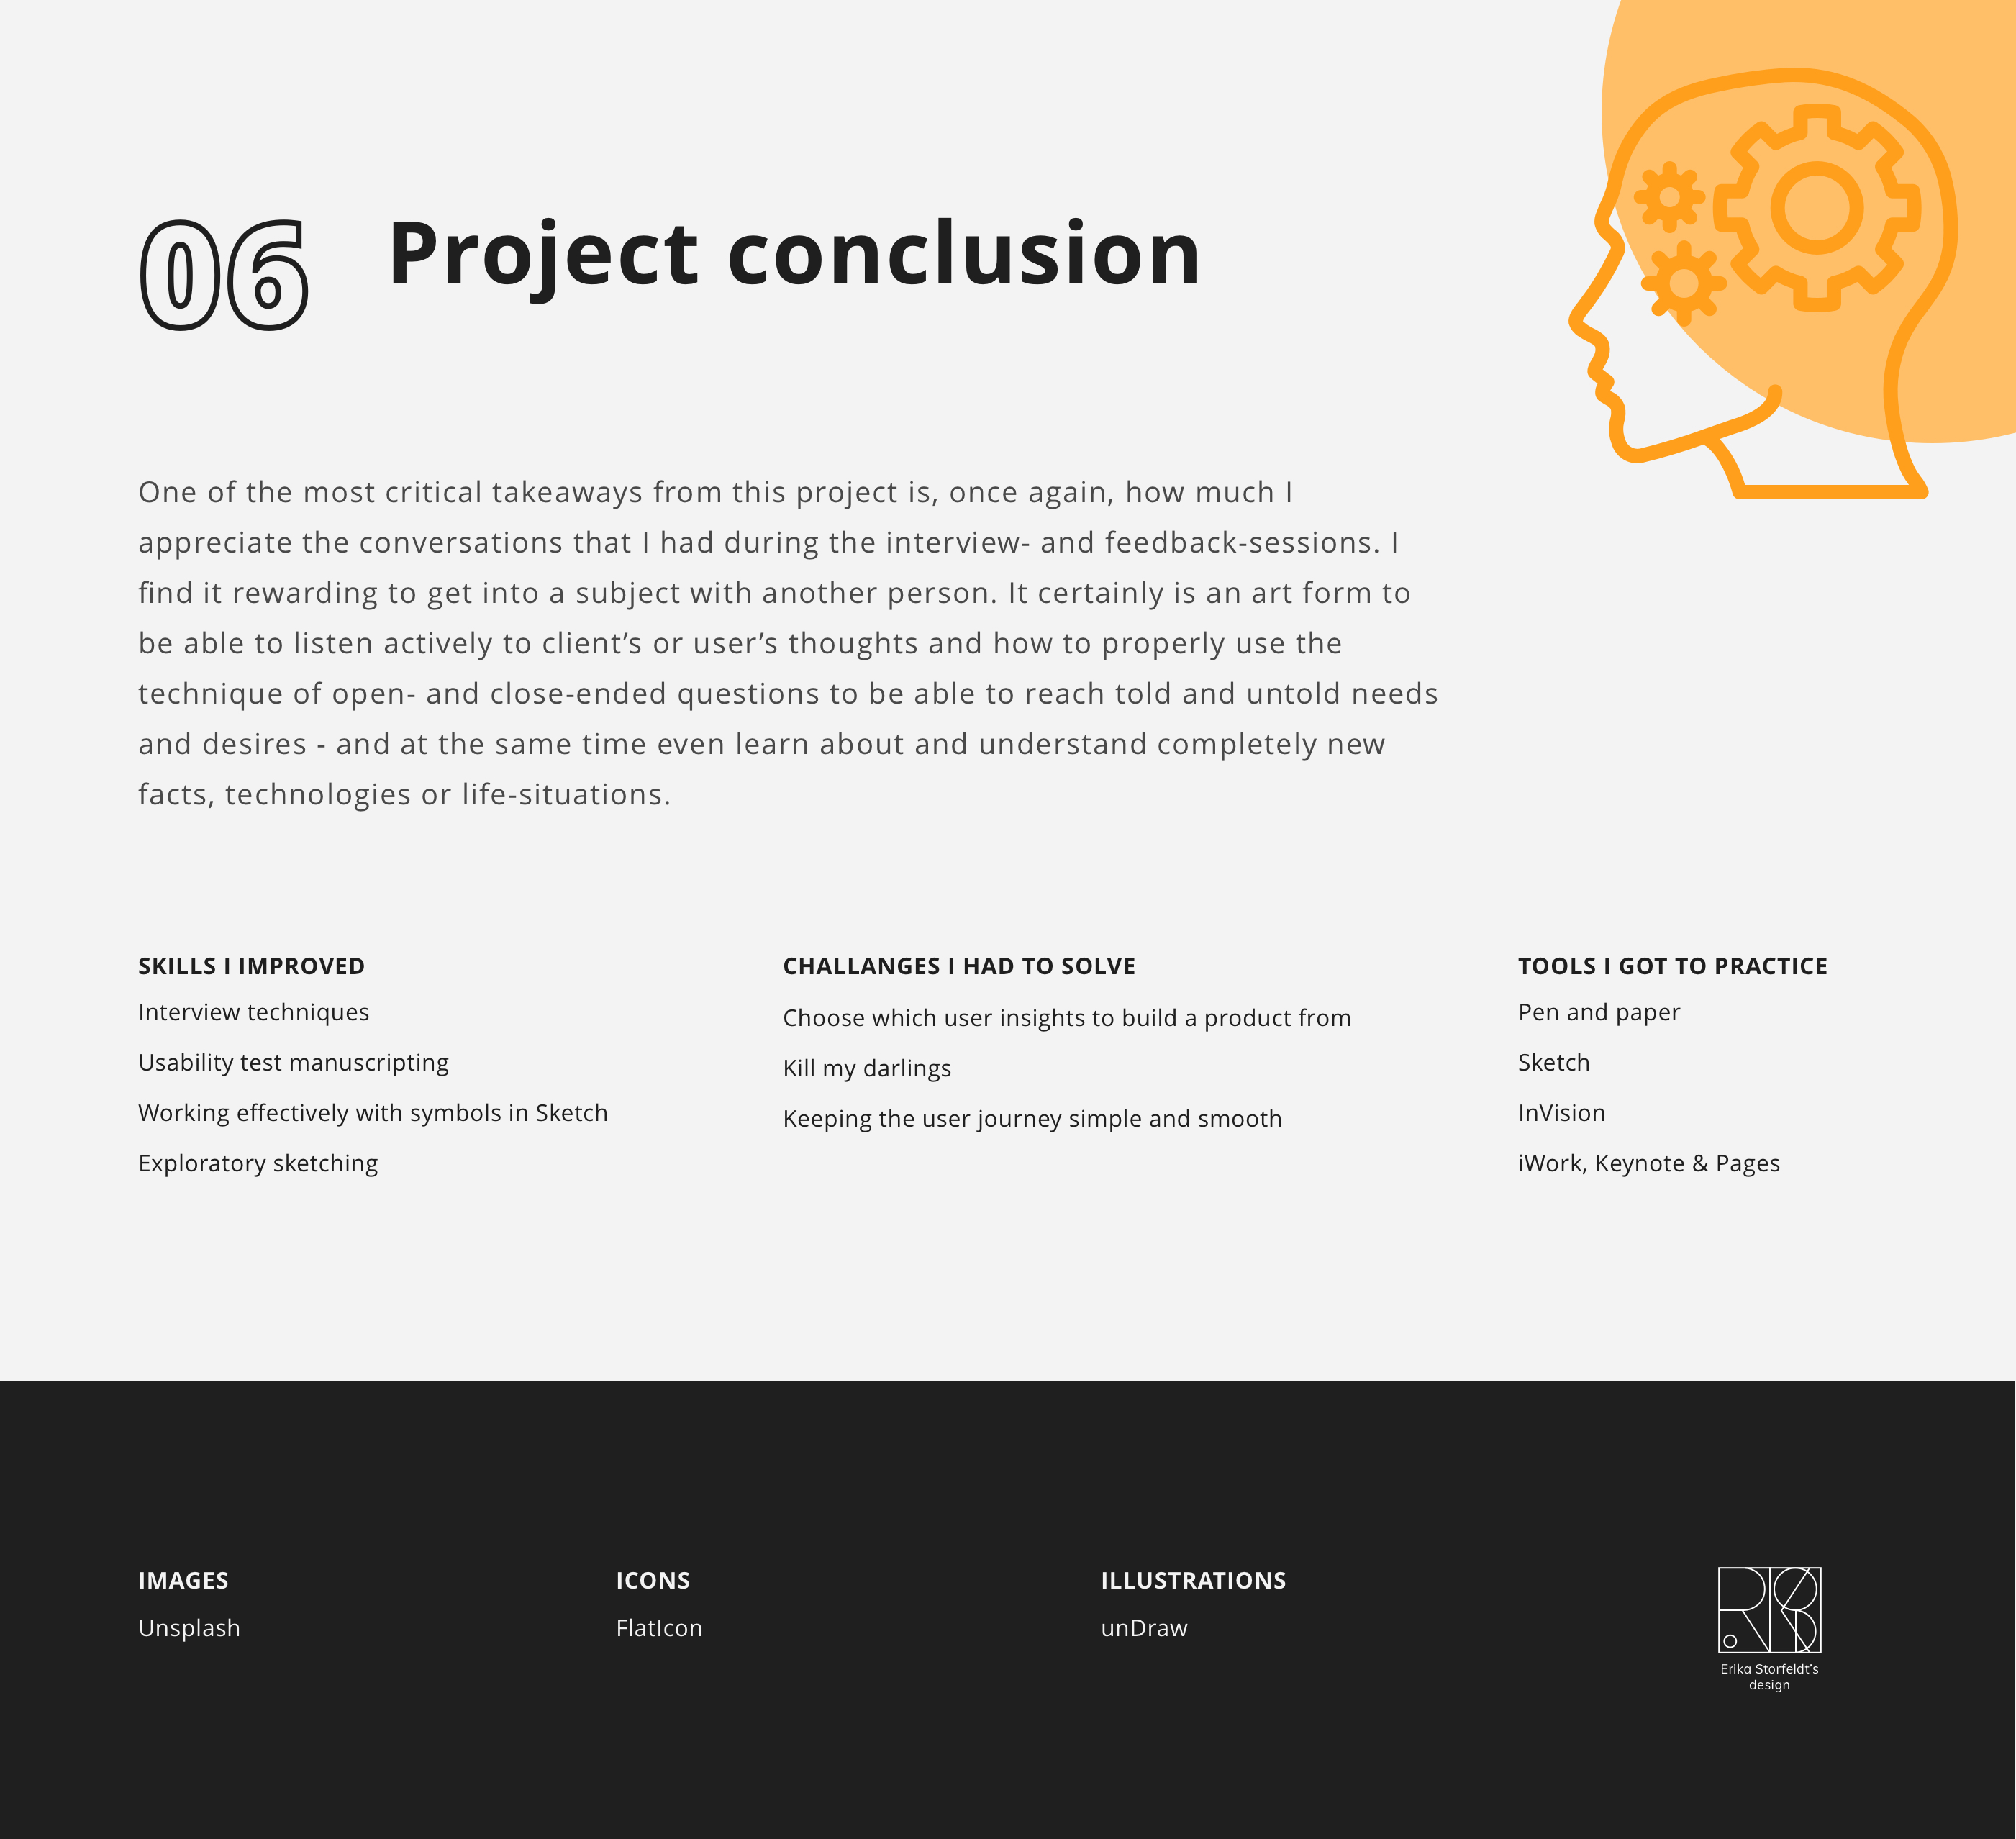 06
Project conclusion
One of the most critical takeaways from this project is, once again, how much I
appreciate the conversations that I had during the interview- and feedback-sessions. I
find it rewarding to get into a subject with another person. It certainly is an art form to
be able to listen actively to client’s or user’s thoughts and how to properly use the
technique of open- and close-ended questions to be able to reach told and untold needs
and desires - and at the same time even learn about and understand completely new
facts, technologies or life-situations.
SKILLS I IMPROVED
Interview techniques
Usability test manuscripting
Working effectively with symbols in Sketch
Exploratory sketching
CHALLANGES I HAD TO SOLVE
Choose which user insights to build a product from
Kill my darlings
Keeping the user journey simple and smooth
TOOLS I GOT TO PRACTICE
Pen and paper
Sketch
InVision
iWork, Keynote & Pages
IMAGES
Unsplash
ICONS
FlatIcon
ILLUSTRATIONS
unDraw
Erika Storfeldt's
design